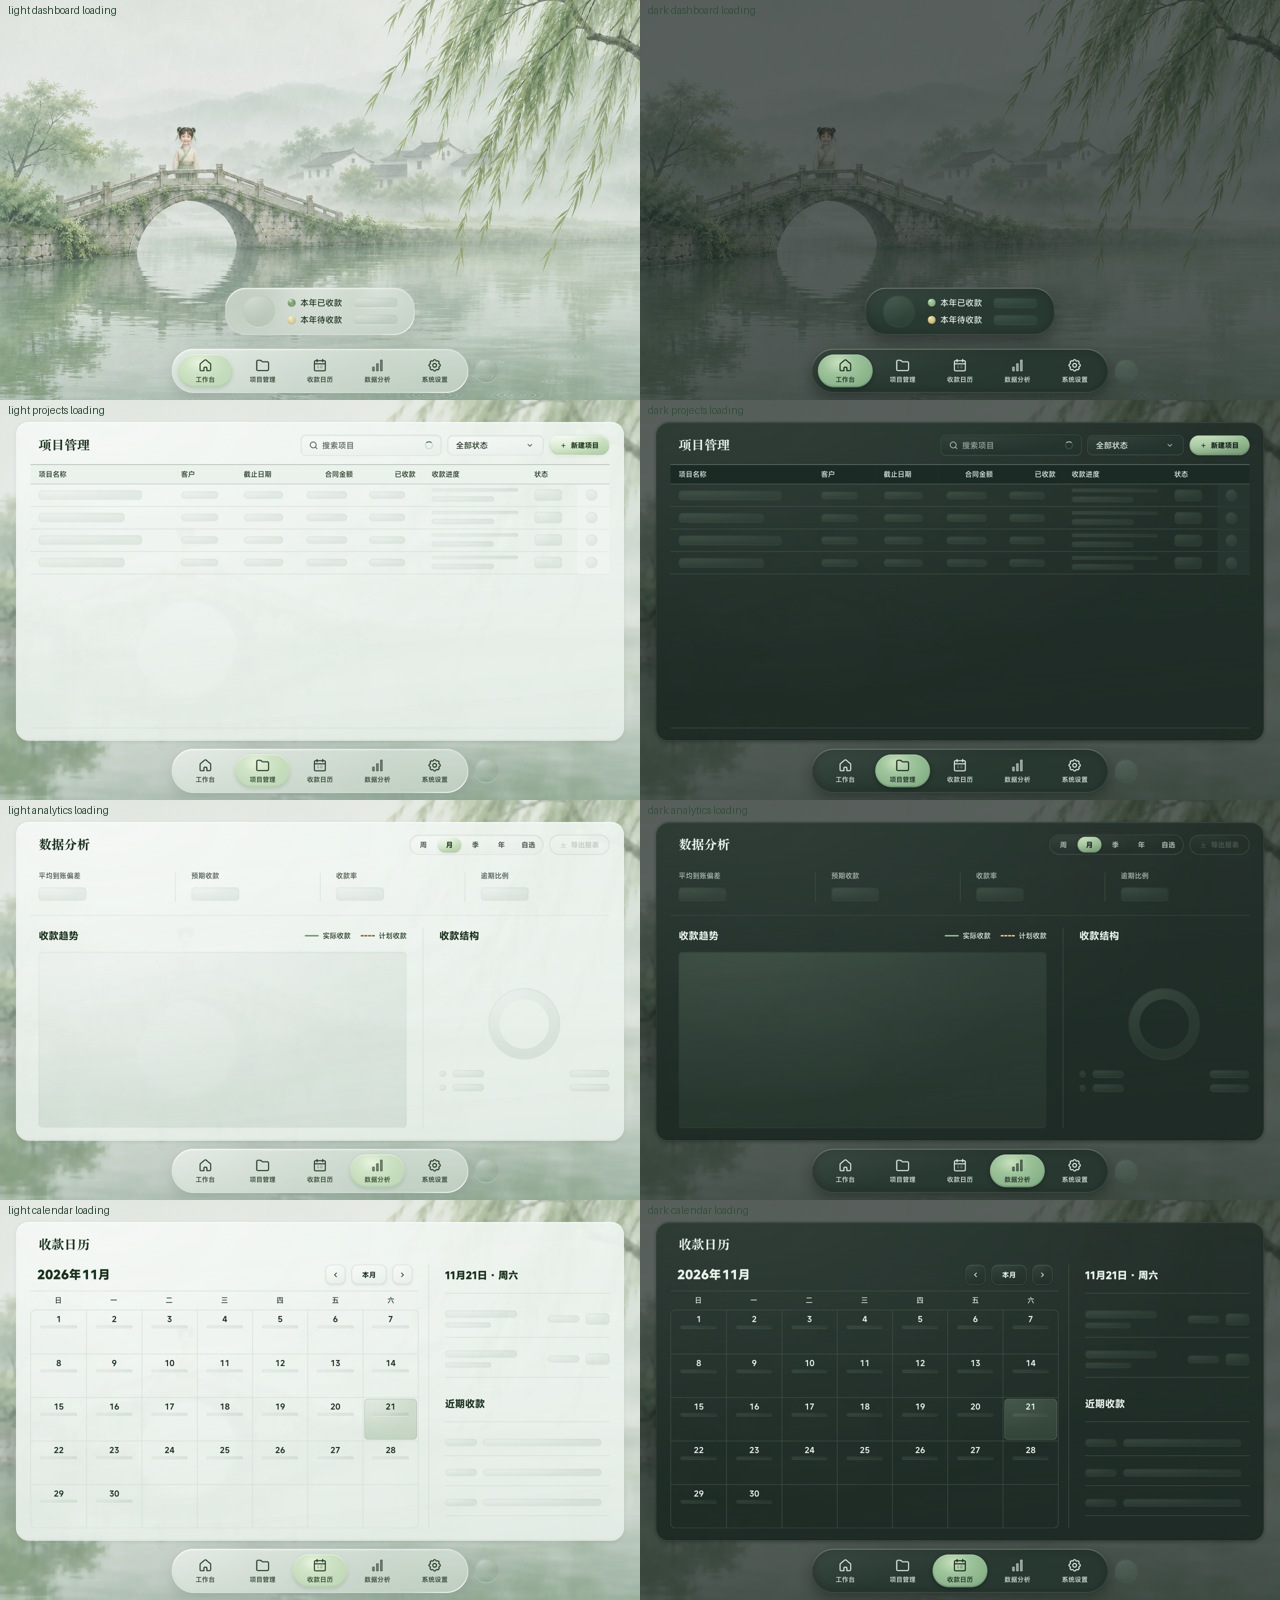 light dashboard loading
本年已收款
本年待收款
工作台 项目管理 收款日历 数据分析 系统设置
dark dashboard loading
本年已收款
本年待收款
工作台 项目管理 收款日历 数据分析 系统设置
light projects loading
项目管理 搜索项目 全部状态 + 新建项目
项目名称 客户 截止日期 合同金额 已收款 收款进度 状态
工作台 项目管理 收款日历 数据分析 系统设置
dark projects loading
项目管理 搜索项目 全部状态 + 新建项目
项目名称 客户 截止日期 合同金额 已收款 收款进度 状态
工作台 项目管理 收款日历 数据分析 系统设置
light analytics loading
数据分析 周 月 季 年 自选 导出报表
平均到账偏差 预期收款 收款率 逾期比例
收款趋势 实际收款 计划收款 收款结构
工作台 项目管理 收款日历 数据分析 系统设置
dark analytics loading
数据分析 周 月 季 年 自选 导出报表
平均到账偏差 预期收款 收款率 逾期比例
收款趋势 实际收款 计划收款 收款结构
工作台 项目管理 收款日历 数据分析 系统设置
light calendar loading
收款日历
2026年11月 ‹ 本月 › 11月21日 · 周六
日 一 二 三 四 五 六
1 2 3 4 5 6 7
8 9 10 11 12 13 14
15 16 17 18 19 20 21
近期收款
22 23 24 25 26 27 28
29 30
工作台 项目管理 收款日历 数据分析 系统设置
dark calendar loading
收款日历
2026年11月 ‹ 本月 › 11月21日 · 周六
日 一 二 三 四 五 六
1 2 3 4 5 6 7
8 9 10 11 12 13 14
15 16 17 18 19 20 21
近期收款
22 23 24 25 26 27 28
29 30
工作台 项目管理 收款日历 数据分析 系统设置